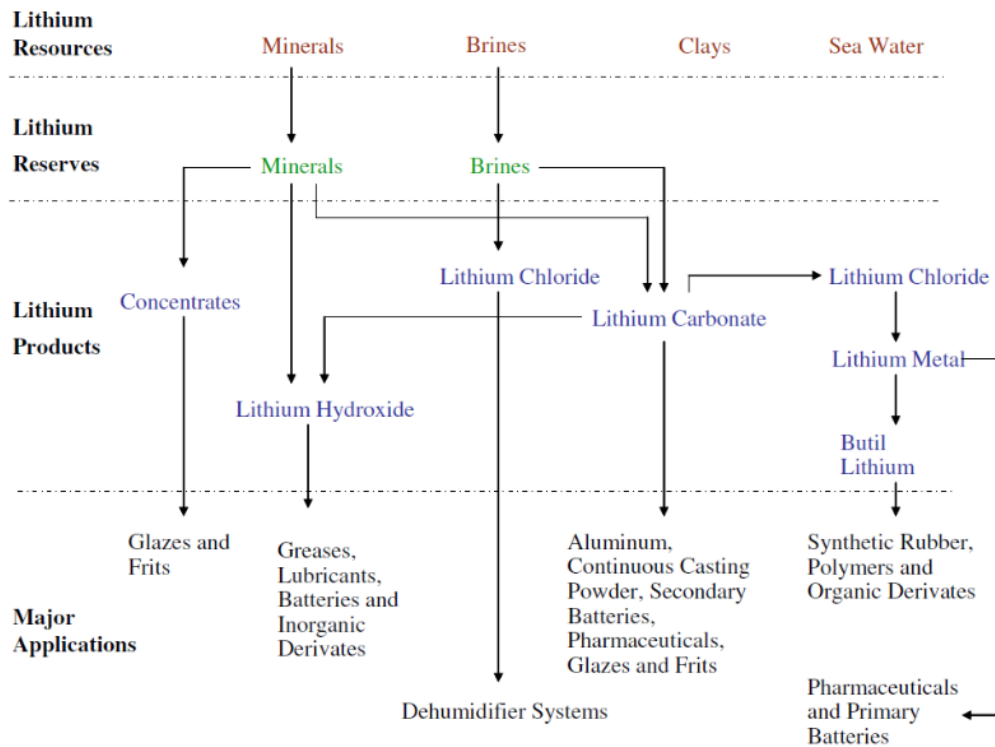 Lithium
Resources
Minerals
Brines
Clays
Sea Water
Lithium
Reserves
Minerals
Brines
Lithium
Products
Concentrates
Lithium Chloride
Lithium Carbonate
Lithium Chloride
Lithium Metal
Lithium Hydroxide
Butil
Lithium
Major
Applications
Glazes and
Frits
Greases,
Lubricants,
Batteries and
Inorganic
Derivates
Dehumidifier Systems
Aluminum,
Continuous Casting
Powder, Secondary
Batteries,
Pharmaceuticals,
Glazes and Frits
Synthetic Rubber,
Polymers and
Organic Derivates
Pharmaceuticals
and Primary
Batteries